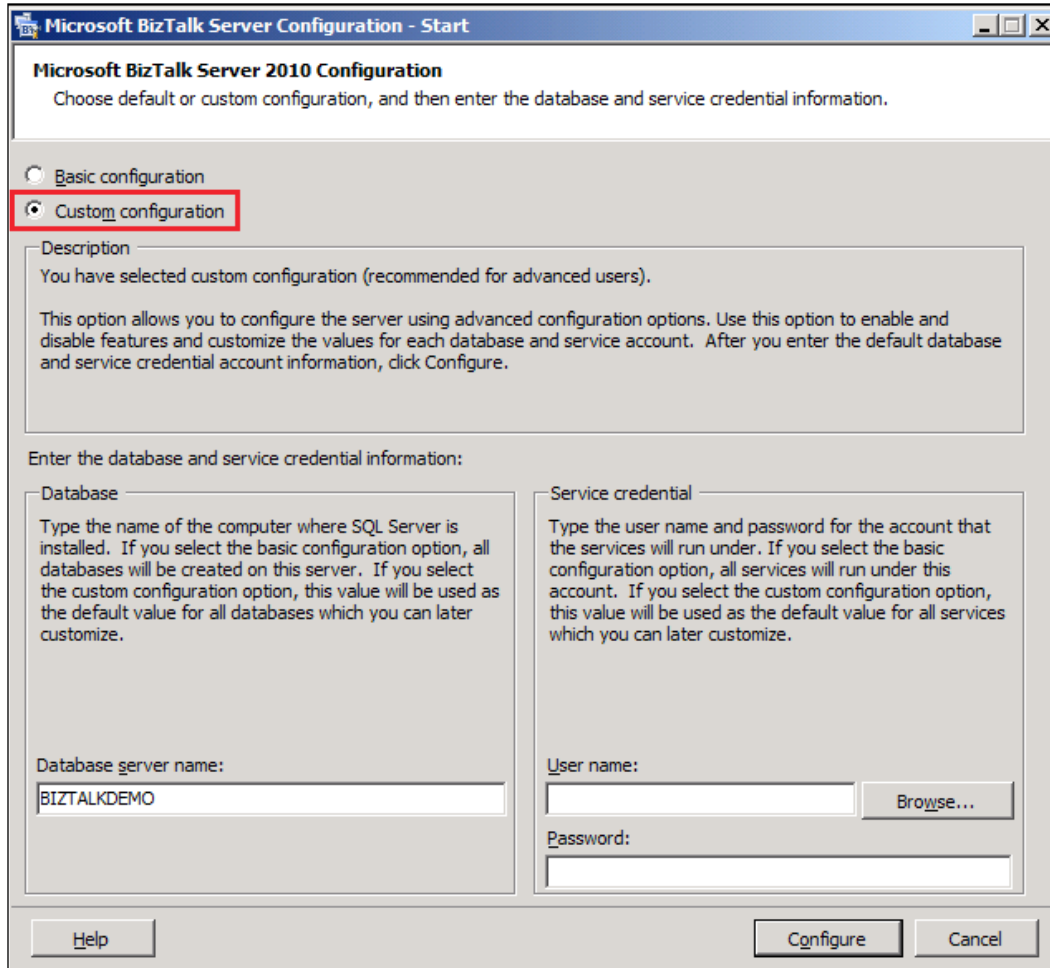 Microsoft BizTalk Server Configuration - Start
Microsoft BizTalk Server 2010 Configuration
Choose default or custom configuration, and then enter the database and service credential information.
Basic configuration
Custom configuration
Description
You have selected custom configuration (recommended for advanced users).
This option allows you to configure the server using advanced configuration options. Use this option to enable and
disable features and customize the values for each database and service account.  After you enter the default database
and service credential account information, click Configure.
Enter the database and service credential information:
Database
Type the name of the computer where SQL Server is
installed.  If you select the basic configuration option, all
databases will be created on this server.  If you select
the custom configuration option, this value will be used as
the default value for all databases which you can later
customize.
Database server name:
BIZTALKDEMO
Service credential
Type the user name and password for the account that
the services will run under. If you select the basic
configuration option, all services will run under this
account.  If you select the custom configuration option,
this value will be used as the default value for all services
which you can later customize.
User name:
Browse...
Password:
Help
Configure
Cancel